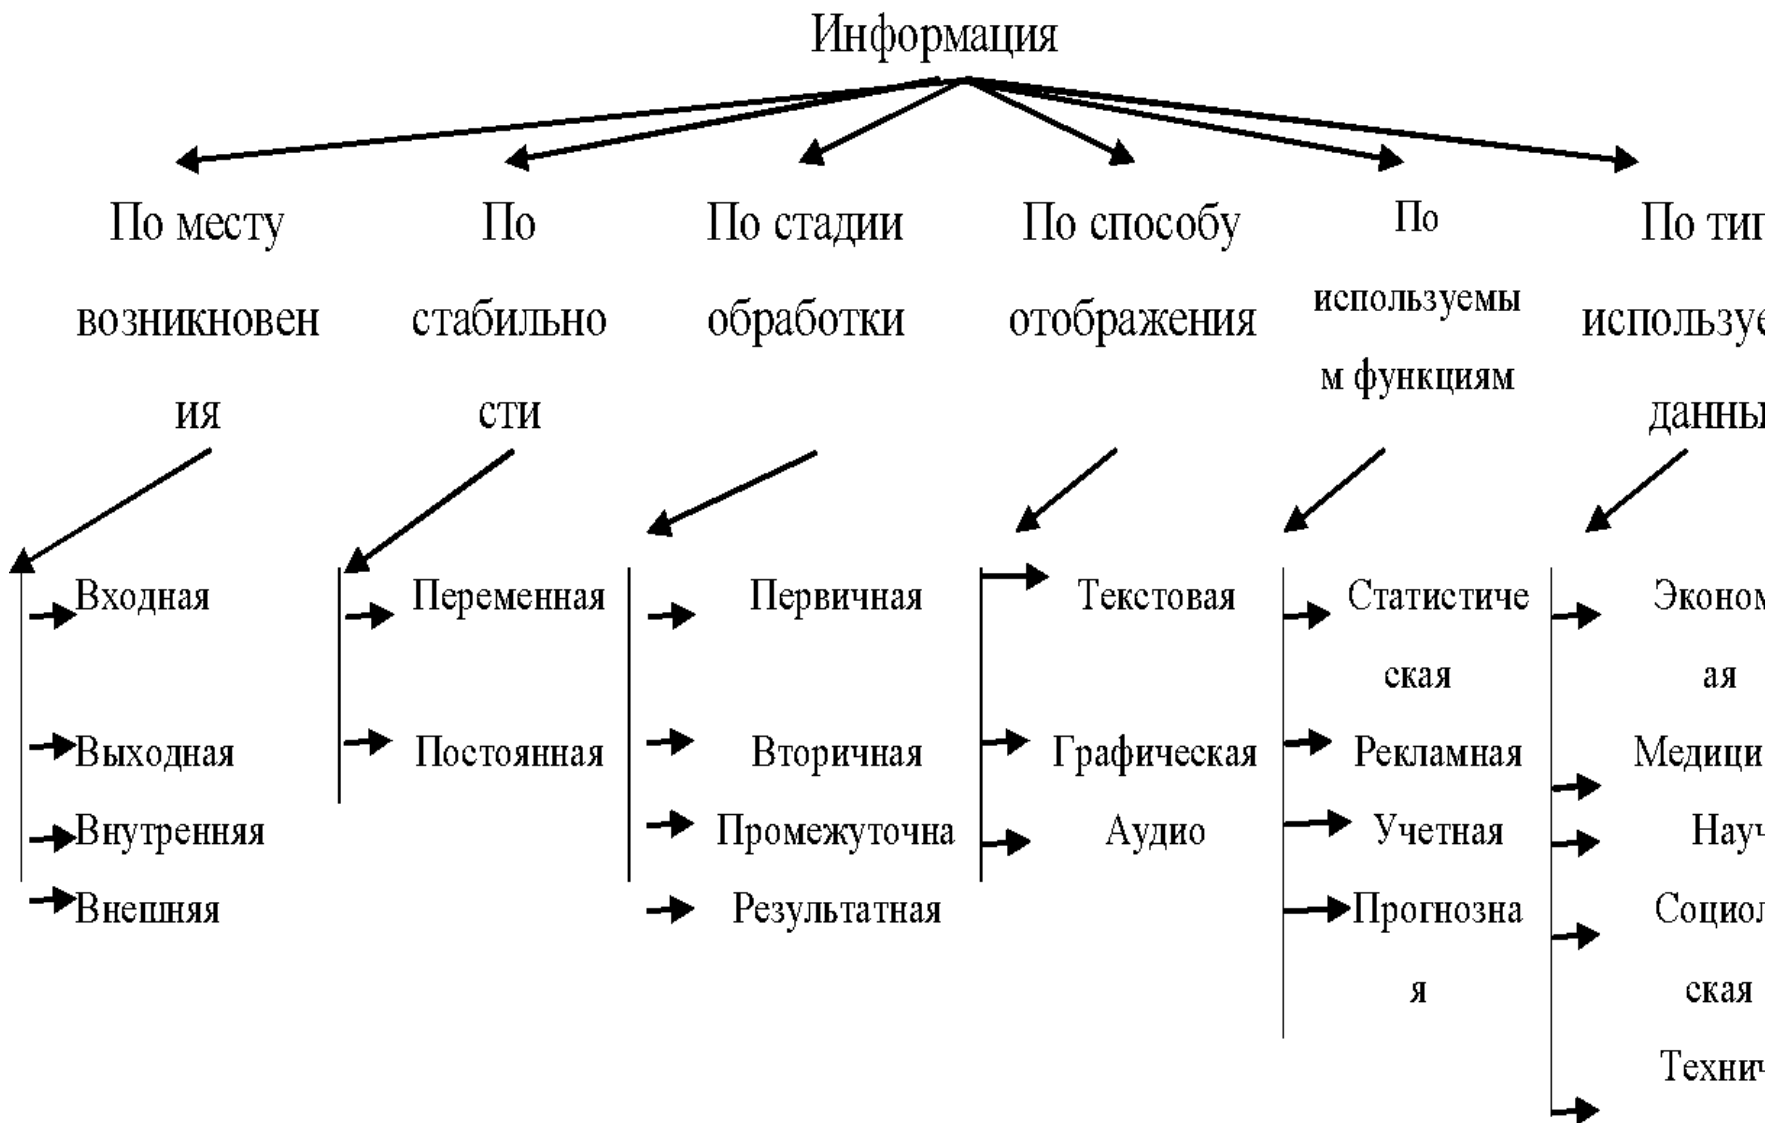 Информация
По месту
возникновен
ия
По
стабильно
сти
По стадии
обработки
По способу
отображения
По
используемы
м функциям
По тип
используе
данны
Входная
Выходная
Внутренняя
Внешняя
Переменная
Постоянная
Первичная
Вторичная
Промежуточна
Результатная
Текстовая
Графическая
Аудио
Статистиче
ская
Рекламная
Учетная
Прогнозна
я
Эконом
ая
Медици
Науч
Социол
ская
Технич